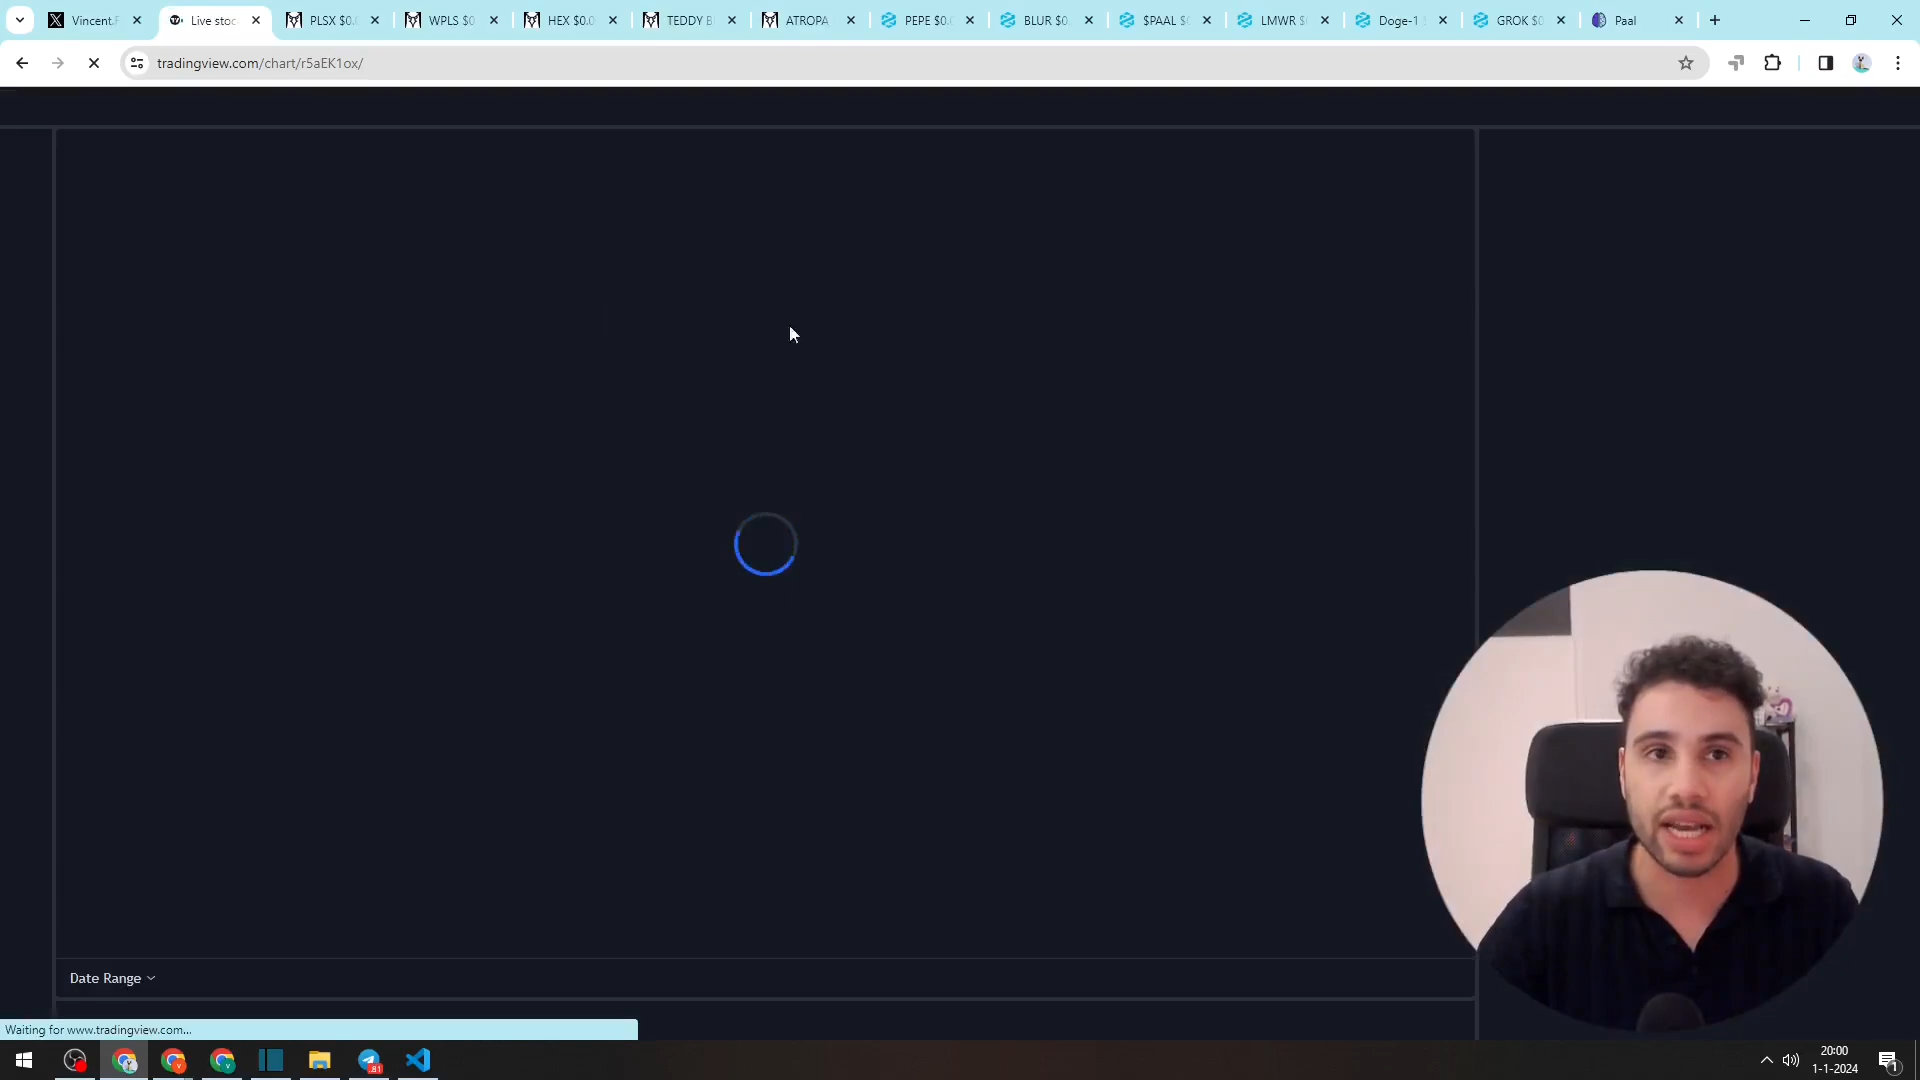 Vincent.F
Live stoc
PLSX $0.
WPLS $0
HEX $0.0
TEDDY B
ATROPA
PEPE $0.
BLUR $0.
$PAAL $
LMWR $
Doge-1
GROK $0
Paal
tradingview.com/chart/r5aEK1ox/
Date Range
Waiting for www.tradingview.com...
81
20:00
1-1-2024
1